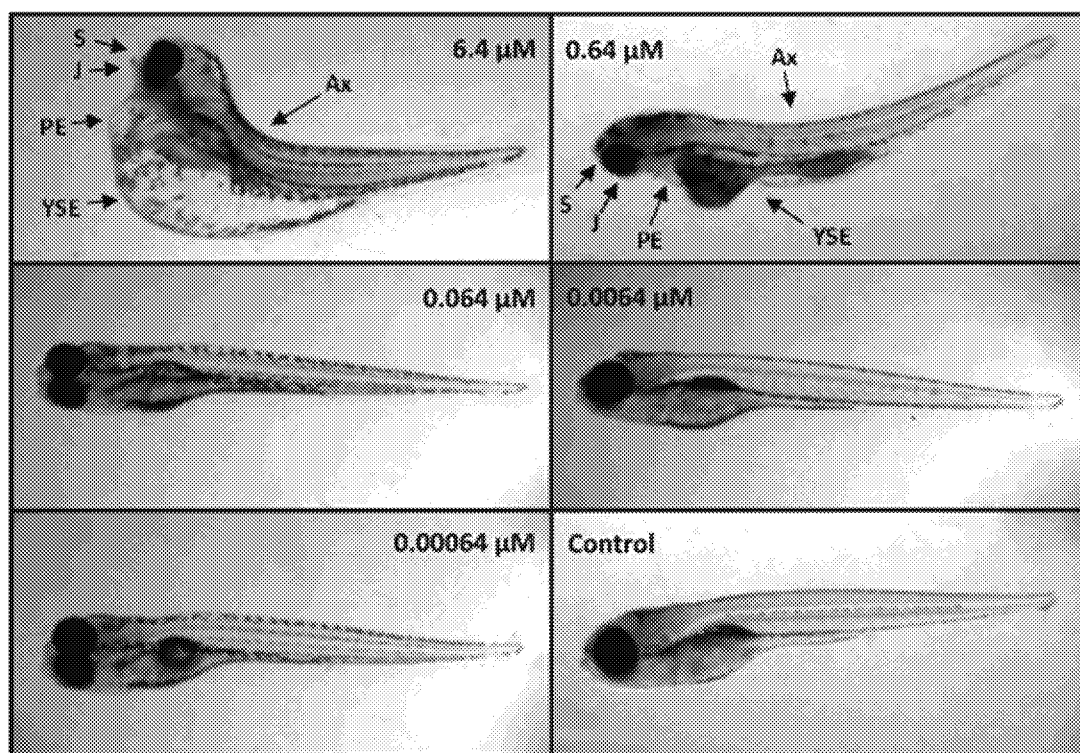 S
J
PE
YSE
Ax
6.4 µM
0.64 µM
Ax
S
J
PE
YSE
0.064 µM
0.0064 µM
0.00064 µM
Control